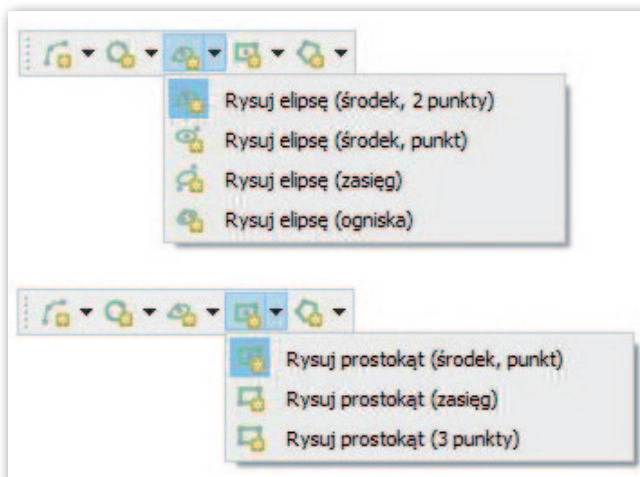 Rysuj elipsę (środek, 2 punkty)
Rysuj elipsę (środek, punkt)
Rysuj elipsę (zasięg)
Rysuj elipsę (ogniska)
Rysuj prostokąt (środek, punkt)
Rysuj prostokąt (zasięg)
Rysuj prostokąt (3 punkty)